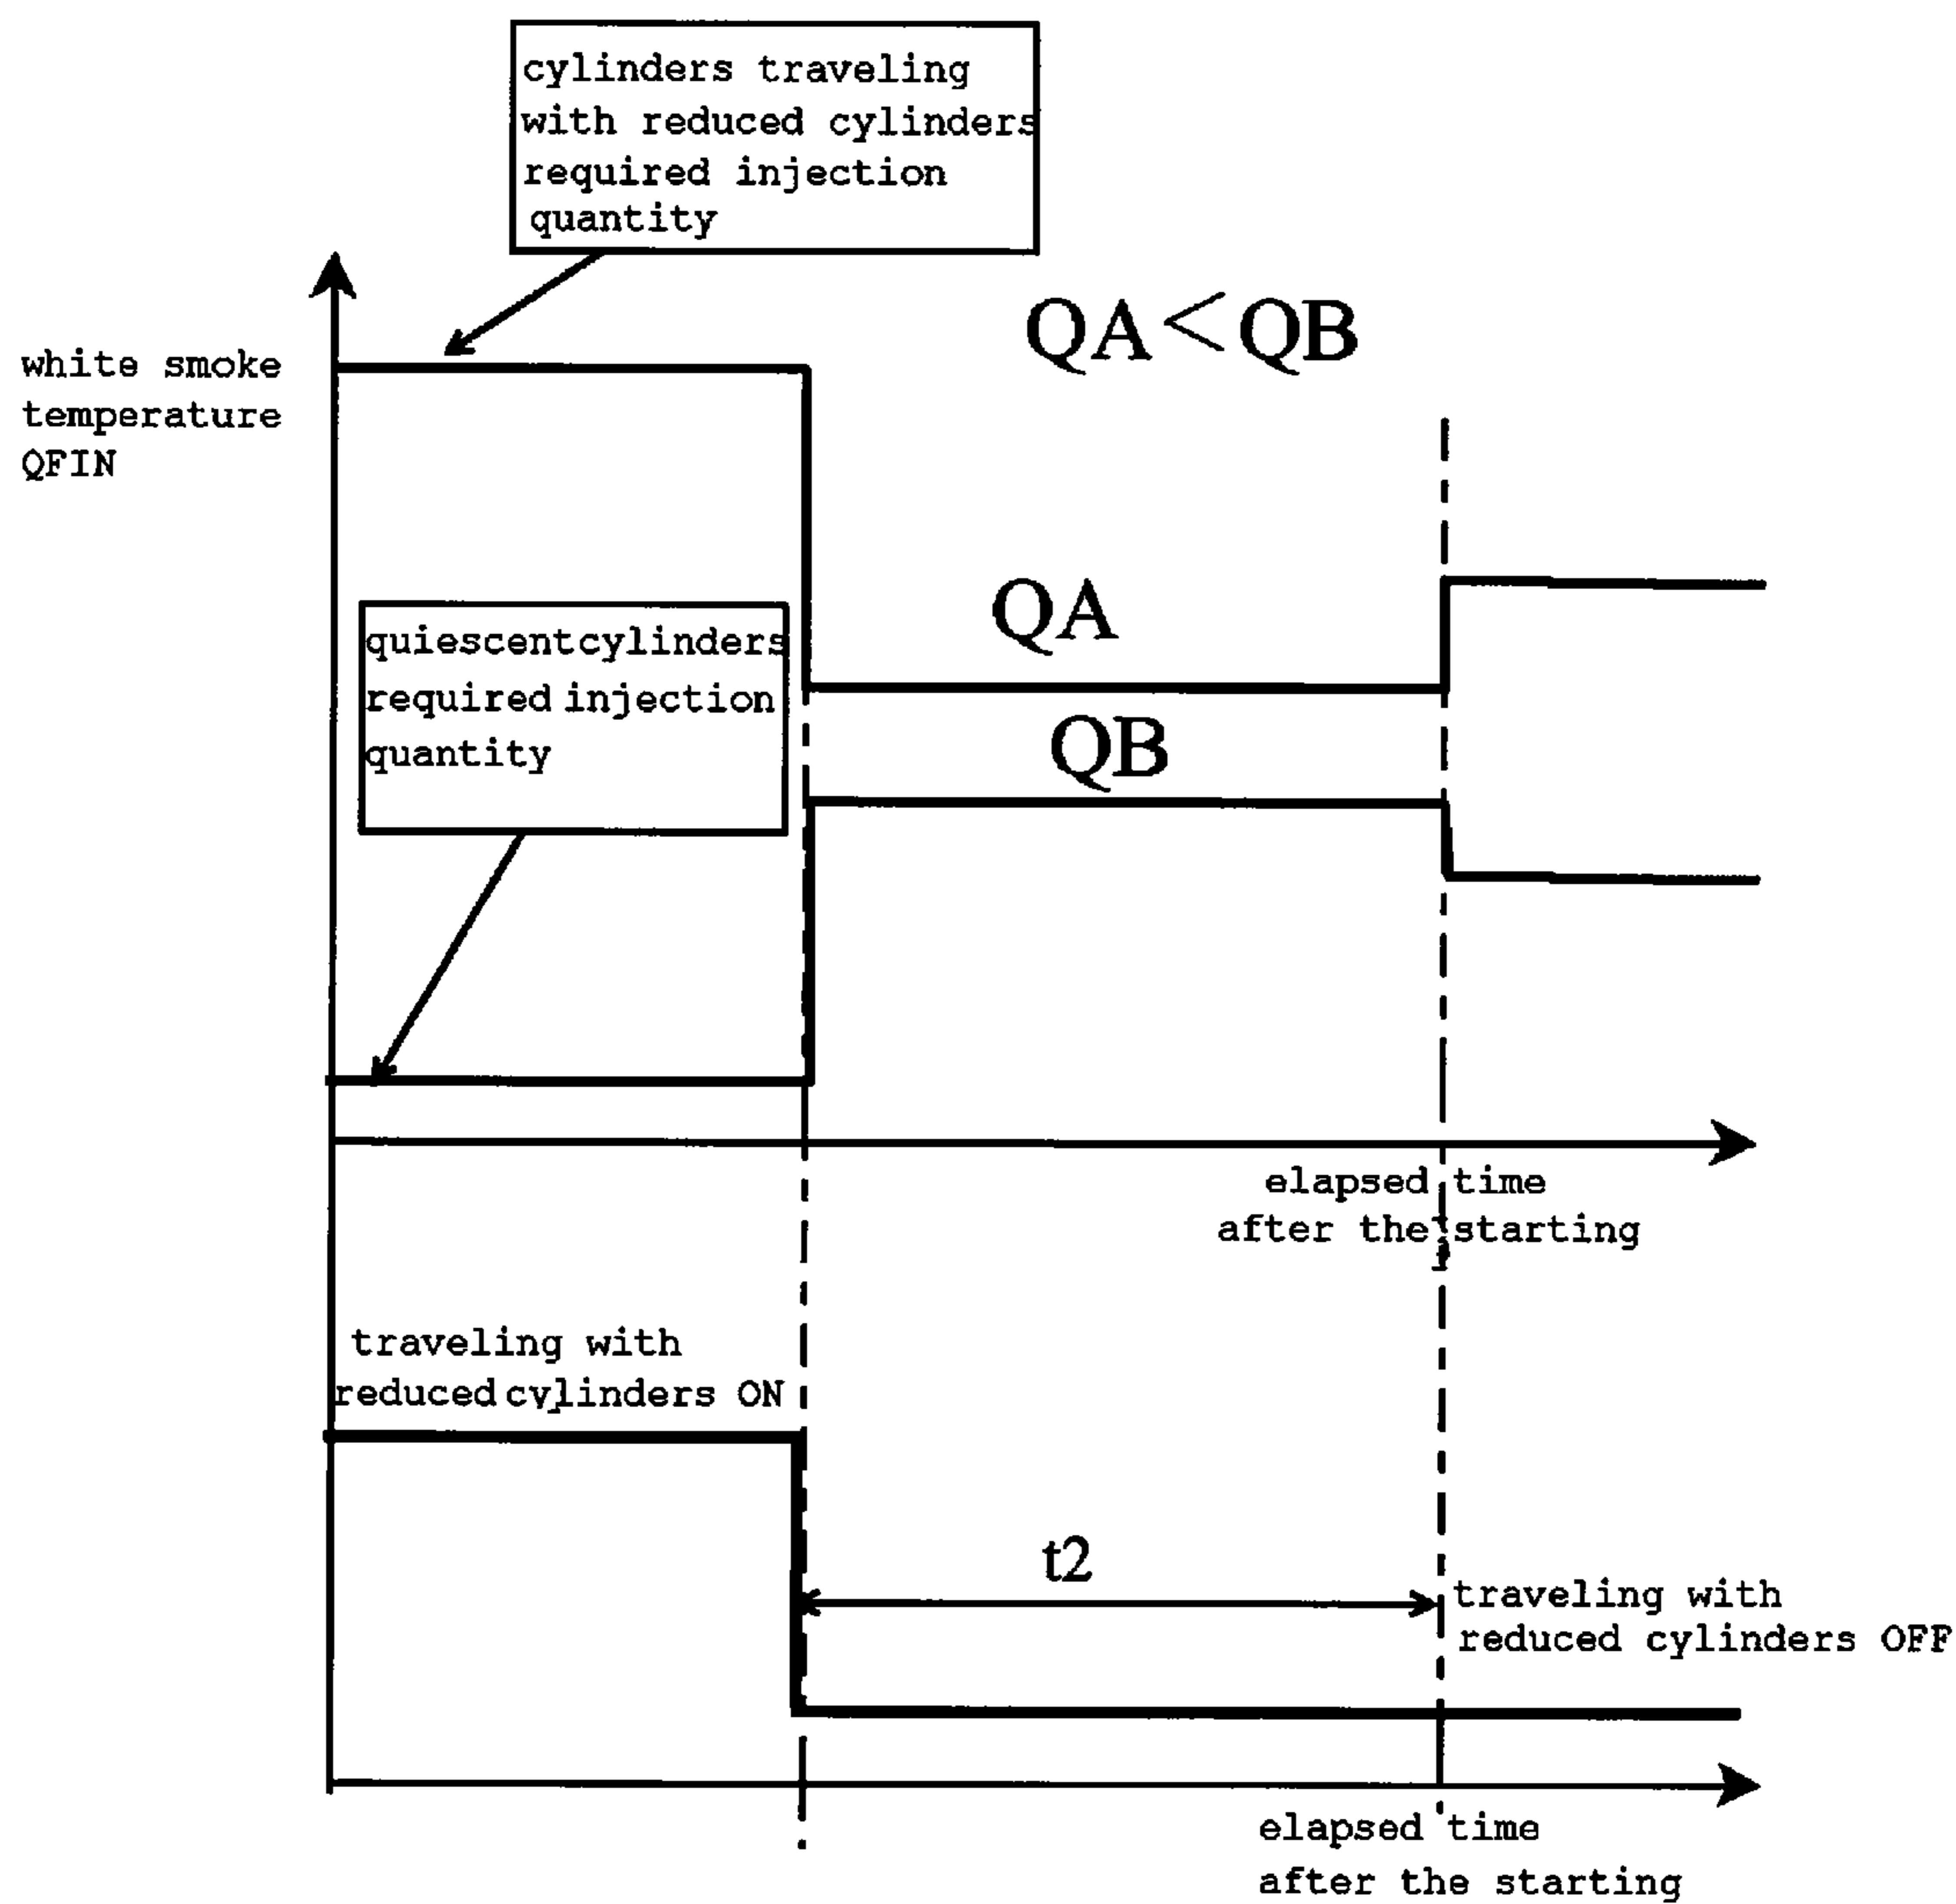 cylinders traveling
with reduced cylinders
required injection
quantity
QA<QB
white smoke
temperature
QFIN
QA
quiescent cylinders
required injection
quantity
QB
elapsed time
after the starting
traveling with
reduced cylinders ON
t2
traveling with
reduced cylinders OFF
elapsed time
after the starting